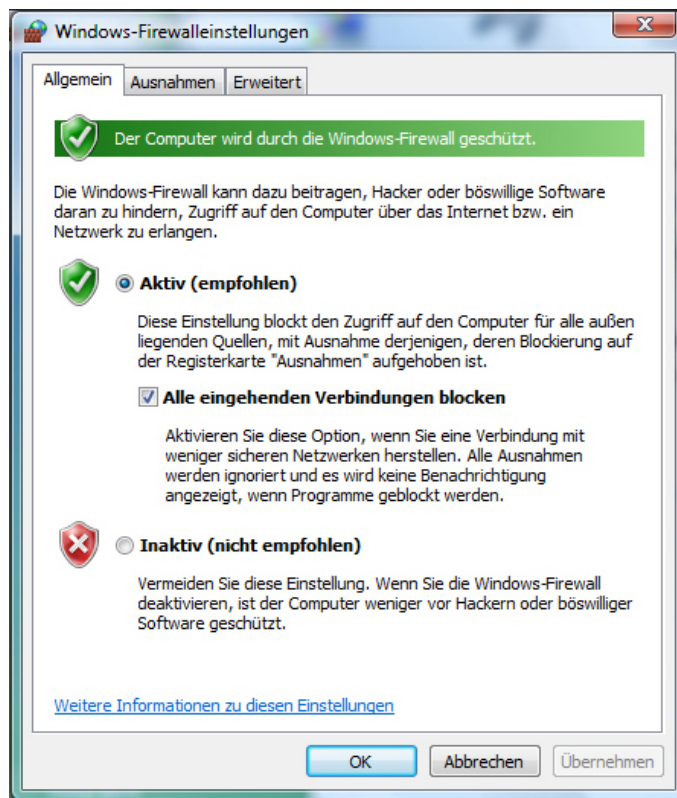 Windows-Firewalleinstellungen
Allgemein Ausnahmen Erweitert
Der Computer wird durch die Windows-Firewall geschützt.
Die Windows-Firewall kann dazu beitragen, Hacker oder böswillige Software
daran zu hindern, Zugriff auf den Computer über das Internet bzw. ein
Netzwerk zu erlangen.
Aktiv (empfohlen)
Diese Einstellung blockt den Zugriff auf den Computer für alle außen
liegenden Quellen, mit Ausnahme derjenigen, deren Blockierung auf
der Registerkarte "Ausnahmen" aufgehoben ist.
Alle eingehenden Verbindungen blocken
Aktivieren Sie diese Option, wenn Sie eine Verbindung mit
weniger sicheren Netzwerken herstellen. Alle Ausnahmen
werden ignoriert und es wird keine Benachrichtigung
angezeigt, wenn Programme geblockt werden.
Inaktiv (nicht empfohlen)
Vermeiden Sie diese Einstellung. Wenn Sie die Windows-Firewall
deaktivieren, ist der Computer weniger vor Hackern oder böswilliger
Software geschützt.
Weitere Informationen zu diesen Einstellungen
OK Abbrechen Übernehmen